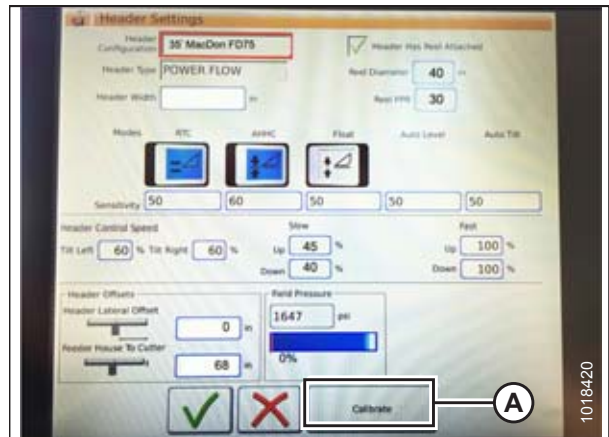 Header Settings
Header Configuration 35' MacDon FD75
Header Has Reel Attached
Header Type POWER FLOW
Reel Diameter 40 in
Header Width in
Reel PPR 30
Modes RTC AHHC Float Auto Level Auto Tilt
Sensitivity 50 60 50 50 50
Header Control Speed Slow Fast
Tilt Left 60 % Tilt Right 60 % Up 45 % Up 100 %
Down 40 % Down 100 %
Header Offsets
Field Pressure
Header Lateral Offset
0 in
1647 psi
Feeder House To Cutter
68 in
0%
Calibrate
A
1018420